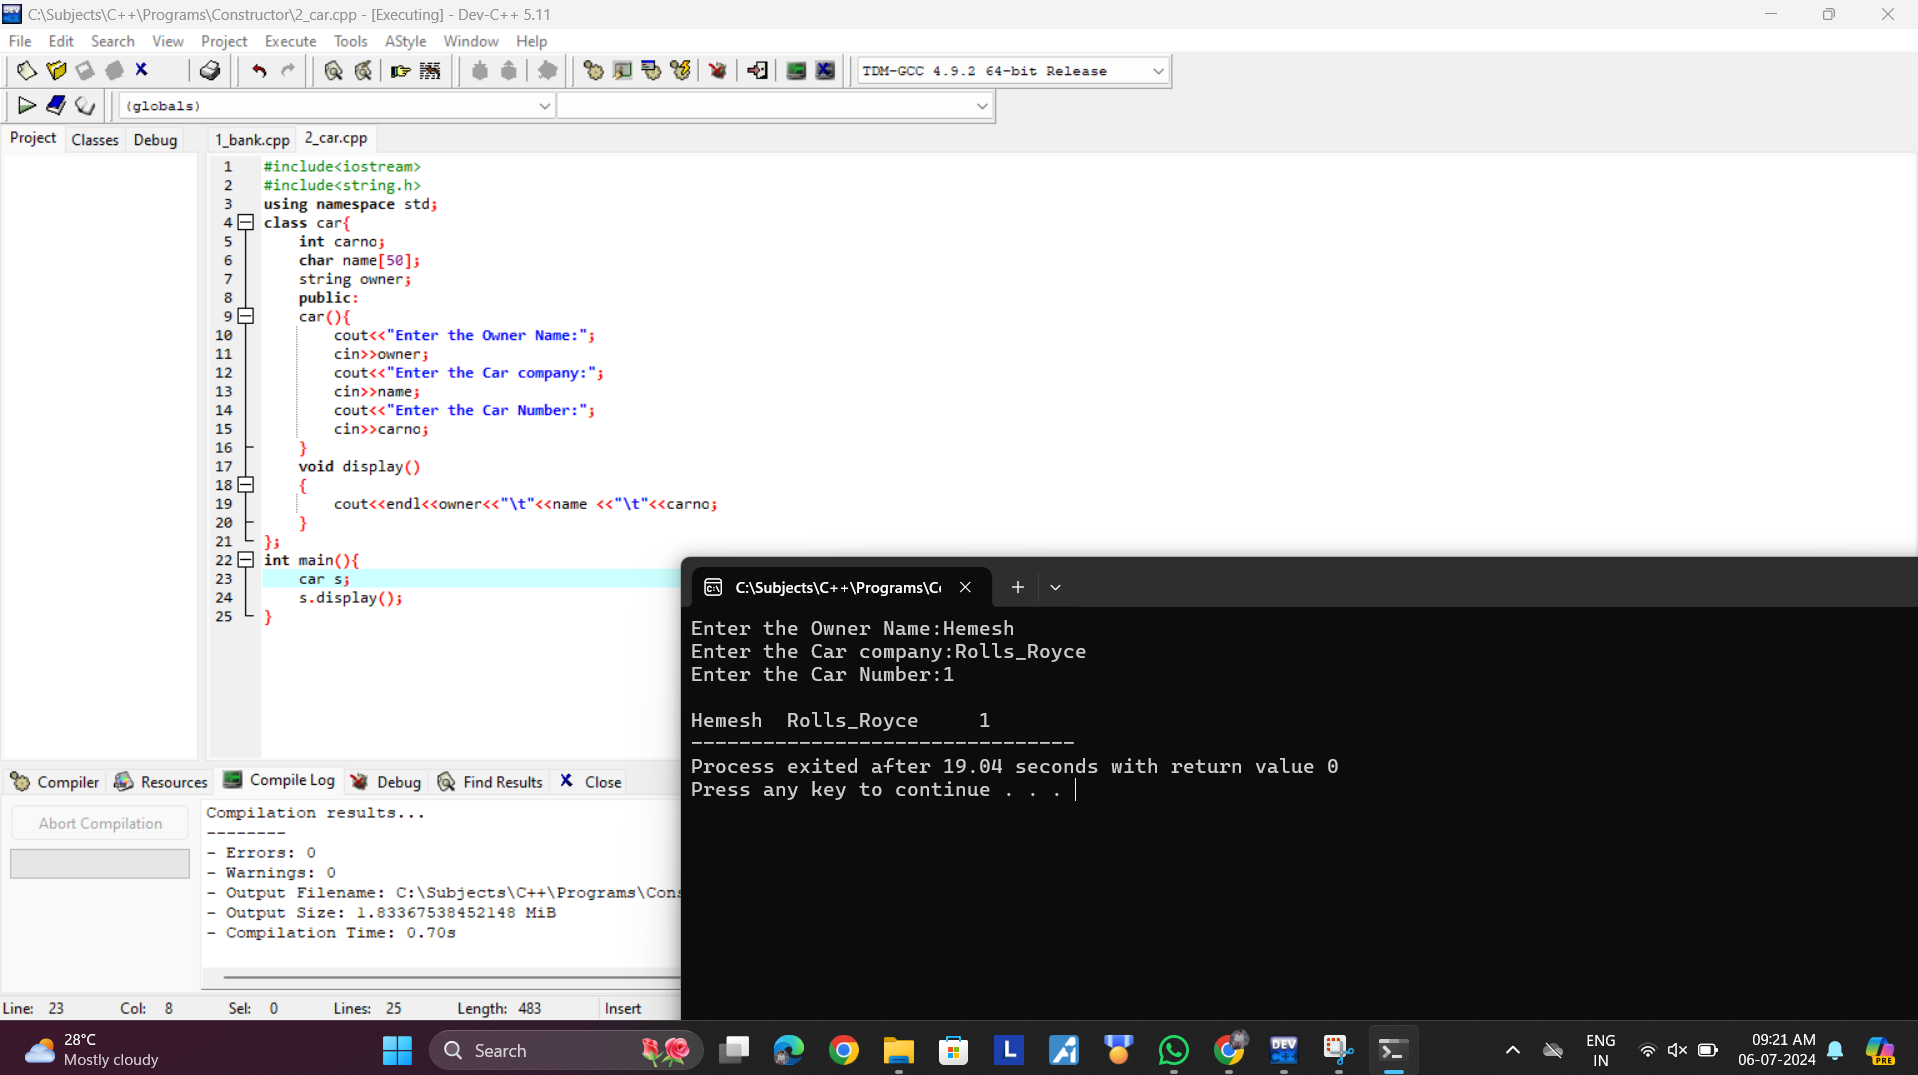 C:\Subjects\C++\Programs\Constructor\2_car.cpp - [Executing] - Dev-C++ 5.11
File Edit Search View Project Execute Tools AStyle Window Help
TDM-GCC 4.9.2 64-bit Release
(globals)
Project Classes Debug 1_bank.cpp 2_car.cpp
1 #include<iostream>
2 #include<string.h>
3 using namespace std;
4 class car{
5 int carno;
6 char name[50];
7 string owner;
8 public:
9 car(){
10 cout<<"Enter the Owner Name:";
11 cin>>owner;
12 cout<<"Enter the Car company:";
13 cin>>name;
14 cout<<"Enter the Car Number:";
15 cin>>carno;
16 }
17 void display()
18 {
19 cout<<endl<<owner<<"\t"<<name <<"\t"<<carno;
20 }
21 };
22 int main(){
23 car s;
24 s.display();
25 }
C:\Subjects\C++\Programs\C
Enter the Owner Name:Hemesh
Enter the Car company:Rolls_Royce
Enter the Car Number:1
Hemesh Rolls_Royce 1
--------------------------------
Process exited after 19.04 seconds with return value 0
Press any key to continue . . .
Compiler Resources Compile Log Debug Find Results Close
Abort Compilation
Compilation results...
--------
- Errors: 0
- Warnings: 0
- Output Filename: C:\Subjects\C++\Programs\Cons
- Output Size: 1.83367538452148 MiB
- Compilation Time: 0.70s
Line: 23 Col: 8 Sel: 0 Lines: 25 Length: 483 Insert
28°C
Mostly cloudy
Search
L
DEV
ENG
IN
09:21 AM
06-07-2024
PRE